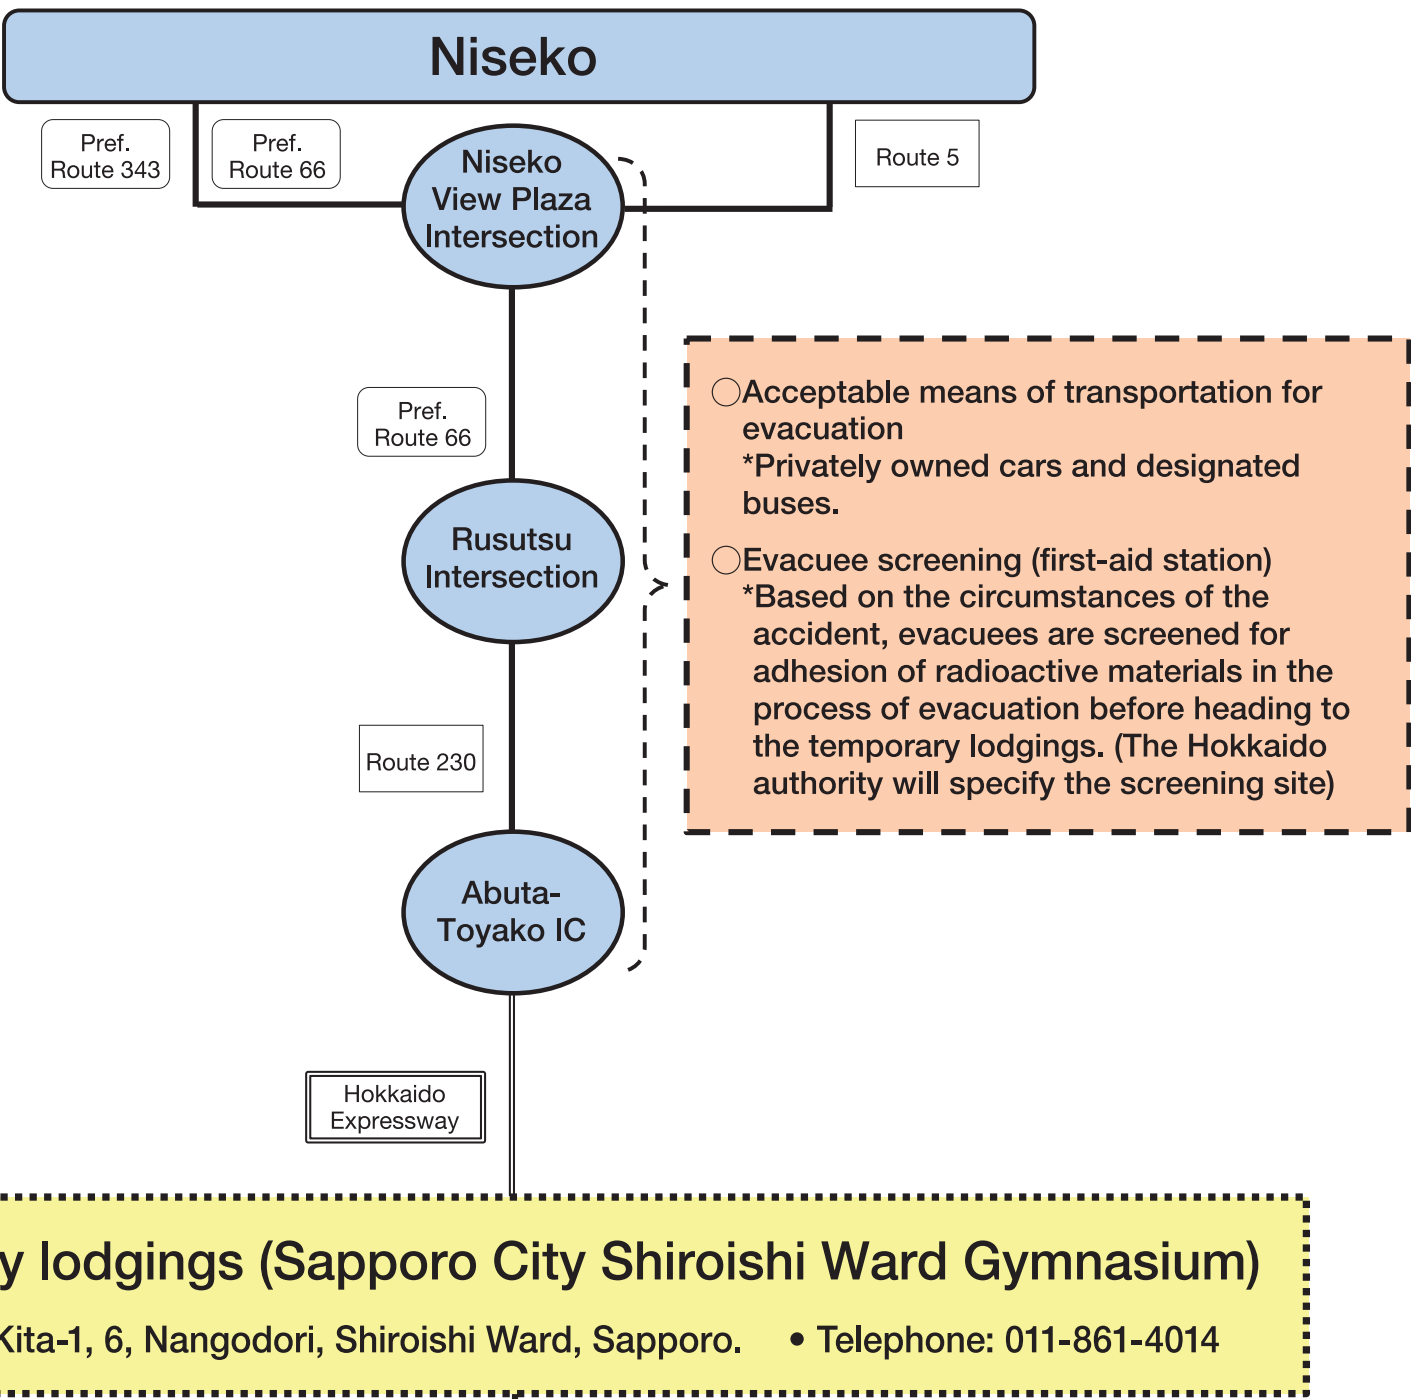 Niseko
Pref.
Route 343
Pref.
Route 66
Niseko
View Plaza
Intersection
Route 5
Pref.
Route 66
○Acceptable means of transportation for
evacuation
*Privately owned cars and designated
buses.
Rusutsu
Intersection
○Evacuee screening (first-aid station)
*Based on the circumstances of the
accident, evacuees are screened for
adhesion of radioactive materials in the
process of evacuation before heading to
the temporary lodgings. (The Hokkaido
authority will specify the screening site)
Route 230
Abuta-
Toyako IC
Hokkaido
Expressway
y lodgings (Sapporo City Shiroishi Ward Gymnasium)
Kita-1, 6, Nangodori, Shiroishi Ward, Sapporo. • Telephone: 011-861-4014